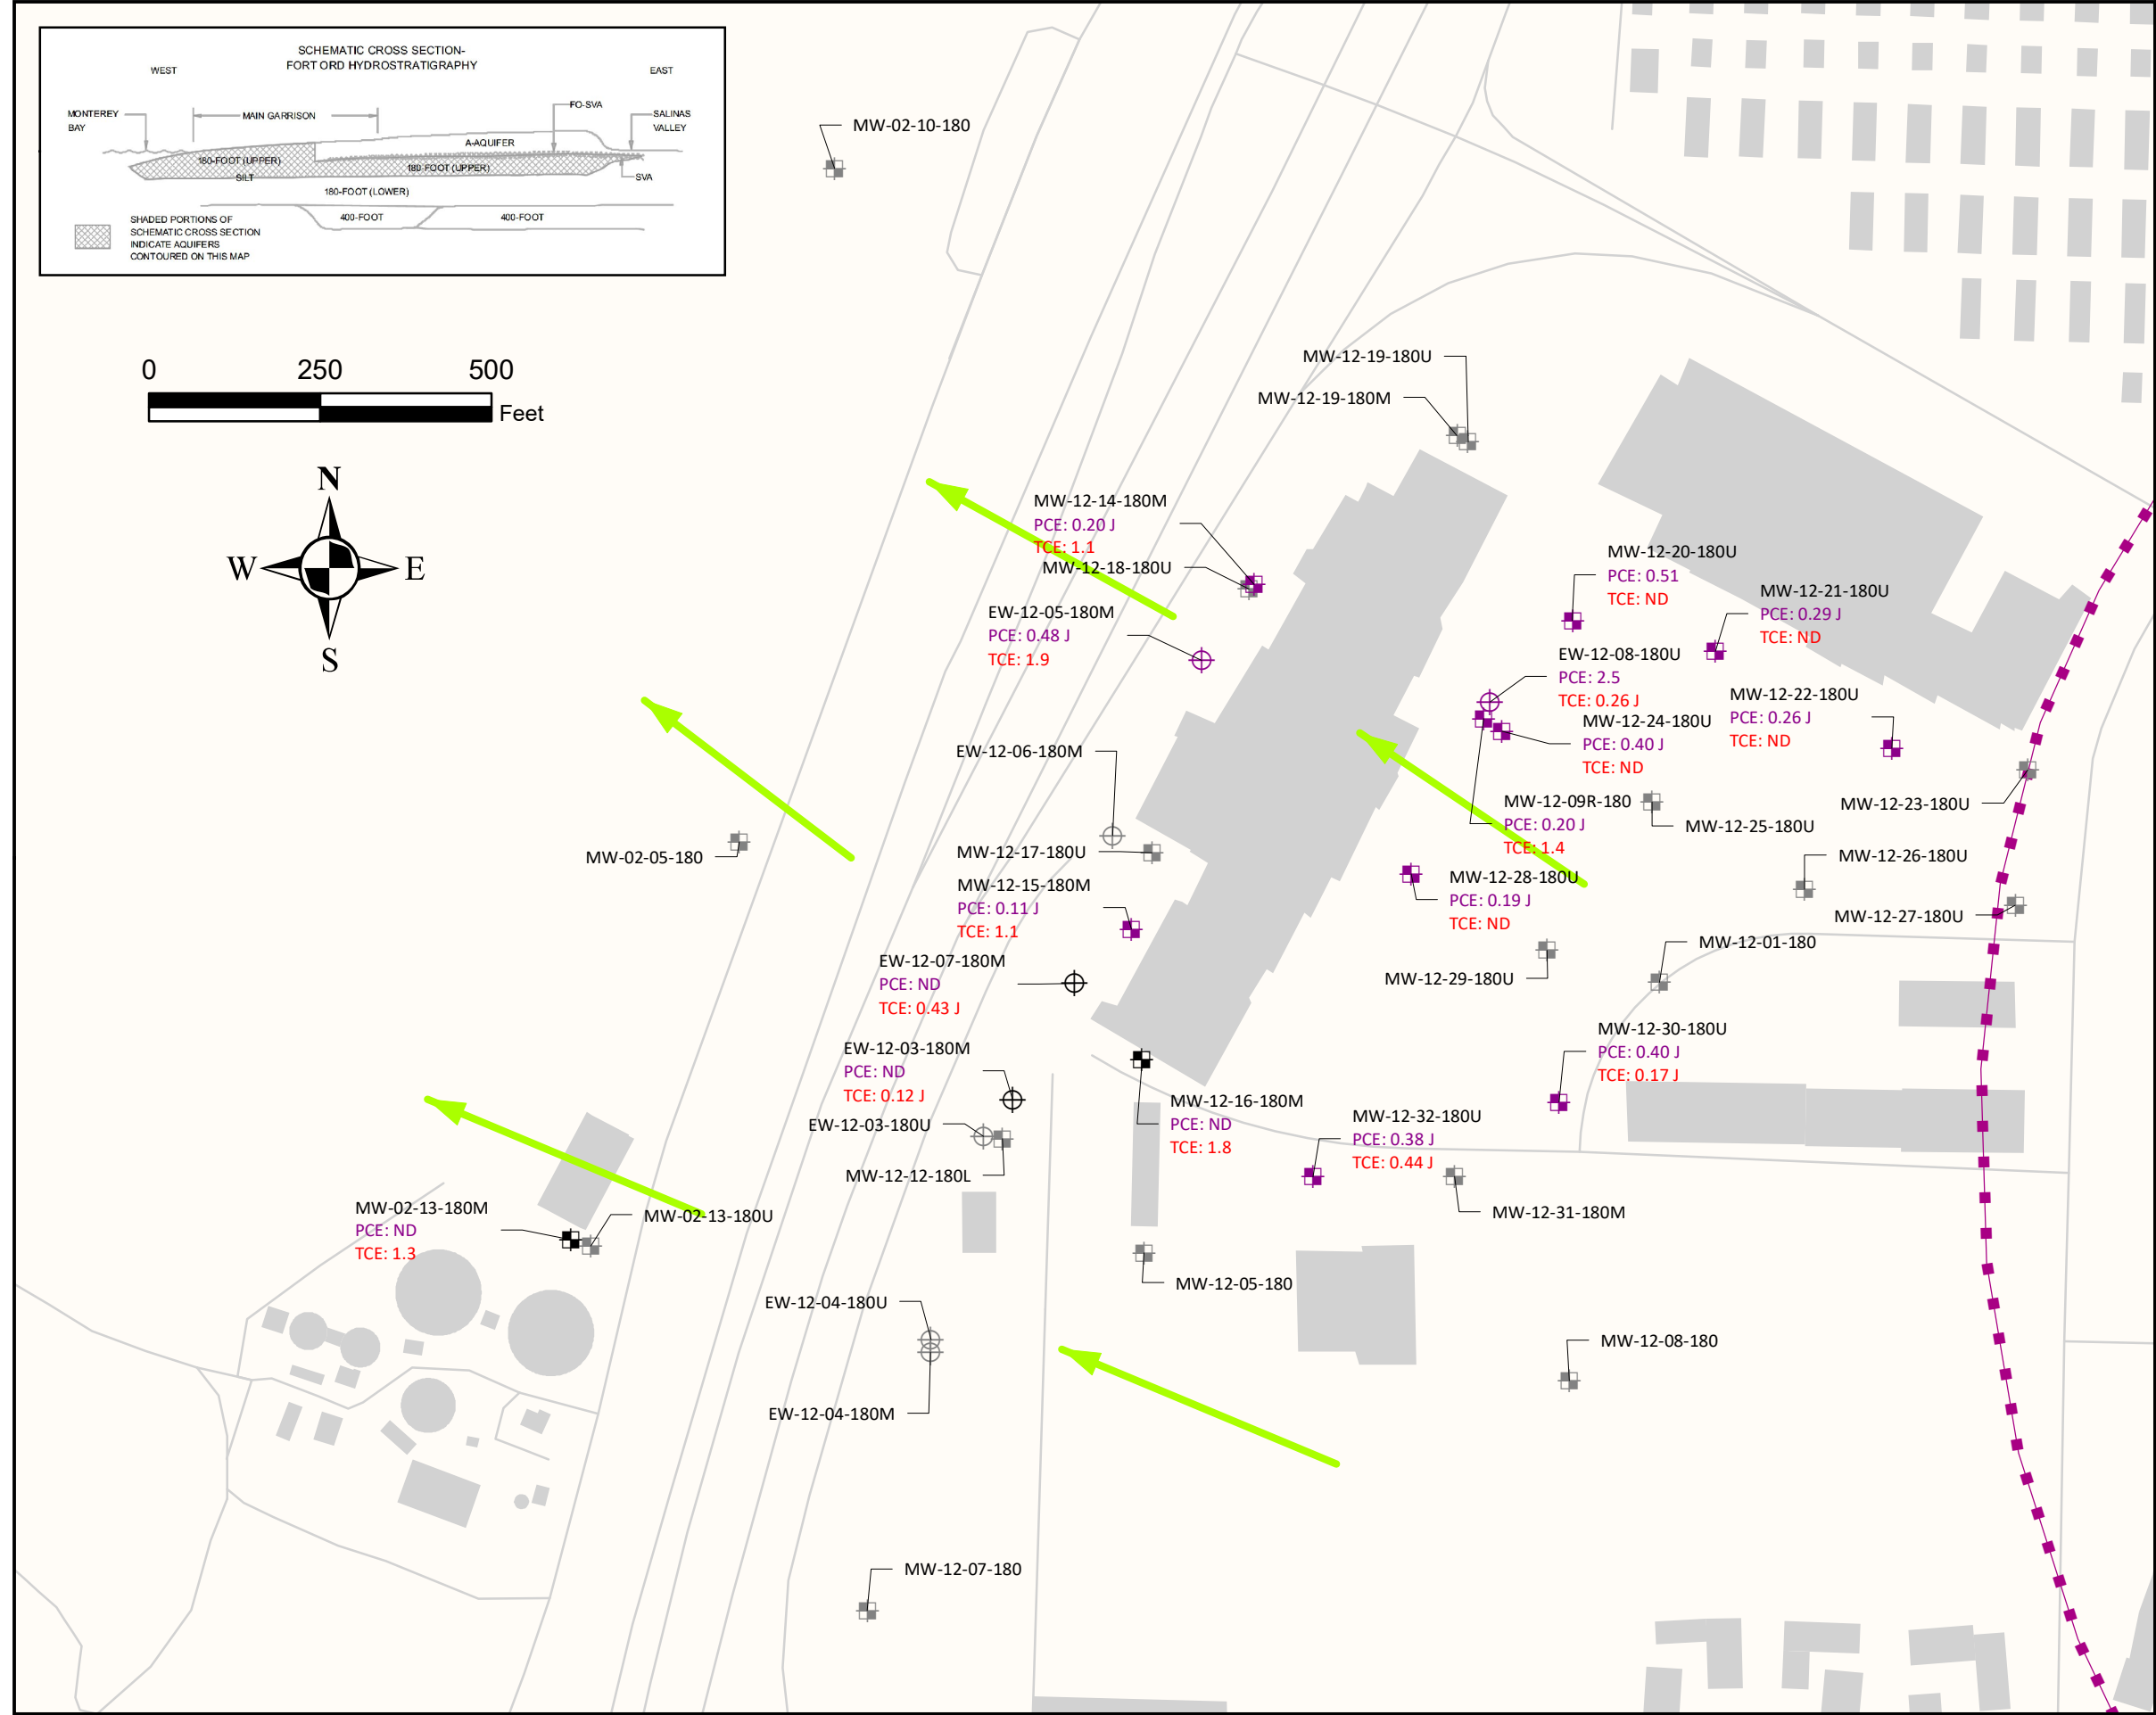 SCHEMATIC CROSS SECTION-
FORT ORD HYDROSTRATIGRAPHY
WEST
EAST
MONTEREY
BAY
MAIN GARRISON
FO-SVA
SALINAS
VALLEY
A-AQUIFER
180-FOOT (UPPER)
180-FOOT (UPPER)
SILT
SVA
180-FOOT (LOWER)
400-FOOT
400-FOOT
SHADED PORTIONS OF
SCHEMATIC CROSS SECTION
INDICATE AQUIFERS
CONTOURED ON THIS MAP
0 250 500
Feet
N
W E
S
MW-02-10-180
MW-12-19-180U
MW-12-19-180M
MW-12-14-180M
PCE: 0.20 J
TCE: 1.1
MW-12-18-180U
EW-12-05-180M
PCE: 0.48 J
TCE: 1.9
MW-12-20-180U
PCE: 0.51
TCE: ND
MW-12-21-180U
PCE: 0.29 J
TCE: ND
EW-12-08-180U
PCE: 2.5
TCE: 0.26 J
MW-12-22-180U
PCE: 0.26 J
TCE: ND
MW-12-24-180U
PCE: 0.40 J
TCE: ND
EW-12-06-180M
MW-12-09R-180
PCE: 0.20 J
TCE: 1.4
MW-12-23-180U
MW-12-25-180U
MW-02-05-180
MW-12-17-180U
MW-12-26-180U
MW-12-15-180M
PCE: 0.11 J
TCE: 1.1
MW-12-28-180U
PCE: 0.19 J
TCE: ND
MW-12-27-180U
MW-12-01-180
EW-12-07-180M
PCE: ND
TCE: 0.43 J
MW-12-29-180U
EW-12-03-180M
PCE: ND
TCE: 0.12 J
MW-12-30-180U
PCE: 0.40 J
TCE: 0.17 J
MW-12-16-180M
PCE: ND
TCE: 1.8
MW-12-32-180U
PCE: 0.38 J
TCE: 0.44 J
EW-12-03-180U
MW-12-12-180L
MW-02-13-180M
PCE: ND
TCE: 1.3
MW-02-13-180U
MW-12-31-180M
MW-12-05-180
EW-12-04-180U
MW-12-08-180
EW-12-04-180M
MW-12-07-180